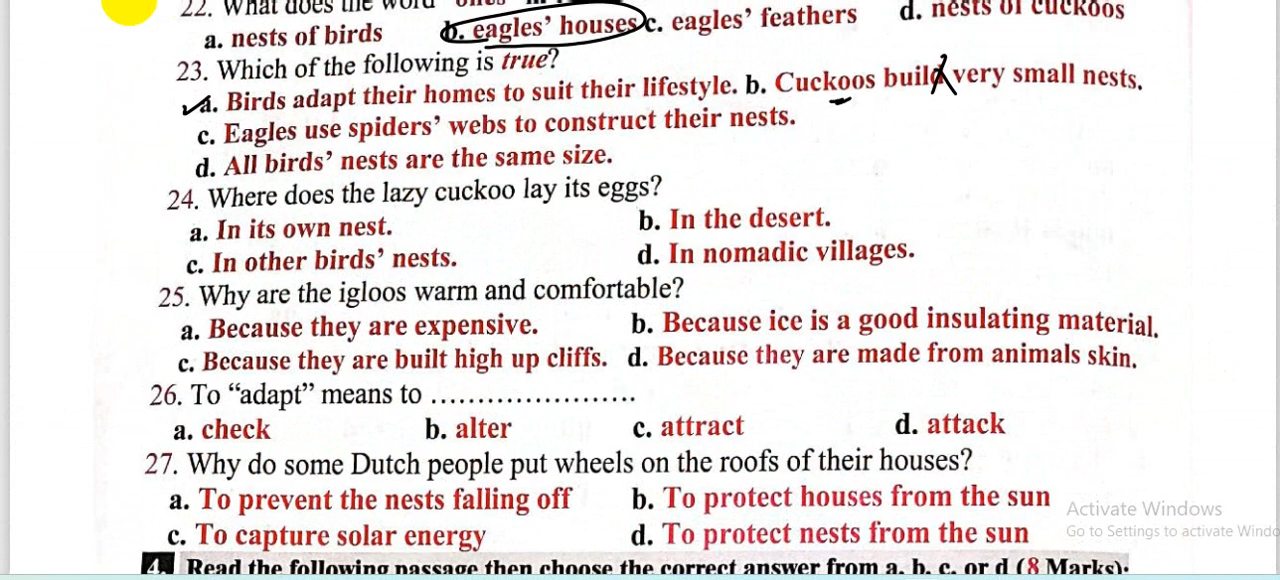 22. What does the word "ones"
a. nests of birds b. eagles' houses c. eagles' feathers d. nests of cuckoos
23. Which of the following is true?
a. Birds adapt their homes to suit their lifestyle. b. Cuckoos build very small nests.
c. Eagles use spiders' webs to construct their nests.
d. All birds' nests are the same size.
24. Where does the lazy cuckoo lay its eggs?
a. In its own nest. b. In the desert.
c. In other birds' nests. d. In nomadic villages.
25. Why are the igloos warm and comfortable?
a. Because they are expensive. b. Because ice is a good insulating material.
c. Because they are built high up cliffs. d. Because they are made from animals skin.
26. To "adapt" means to ......................
a. check b. alter c. attract d. attack
27. Why do some Dutch people put wheels on the roofs of their houses?
a. To prevent the nests falling off b. To protect houses from the sun
c. To capture solar energy d. To protect nests from the sun
Activate Windows
Go to Settings to activate Windo
4. Read the following passage then choose the correct answer from a, b, c, or d (8 Marks):